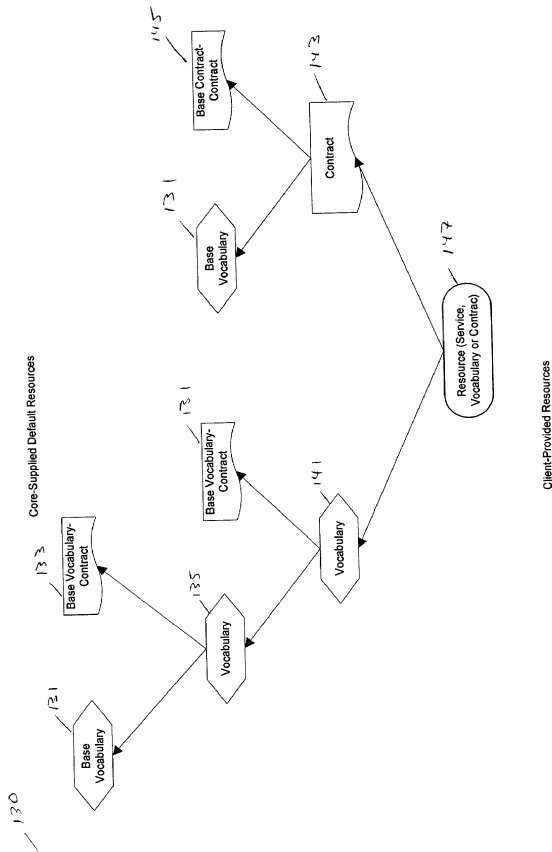 130
Core-Supplied Default Resources
131
Base
Vocabulary
133
Base Vocabulary-
Contract
135
Vocabulary
131
Base Vocabulary-
Contract
141
Vocabulary
131
Base
Vocabulary
145
Base Contract-
Contract
143
Contract
147
Resource (Service,
Vocabulary or Contrac)
Client-Provided Resources